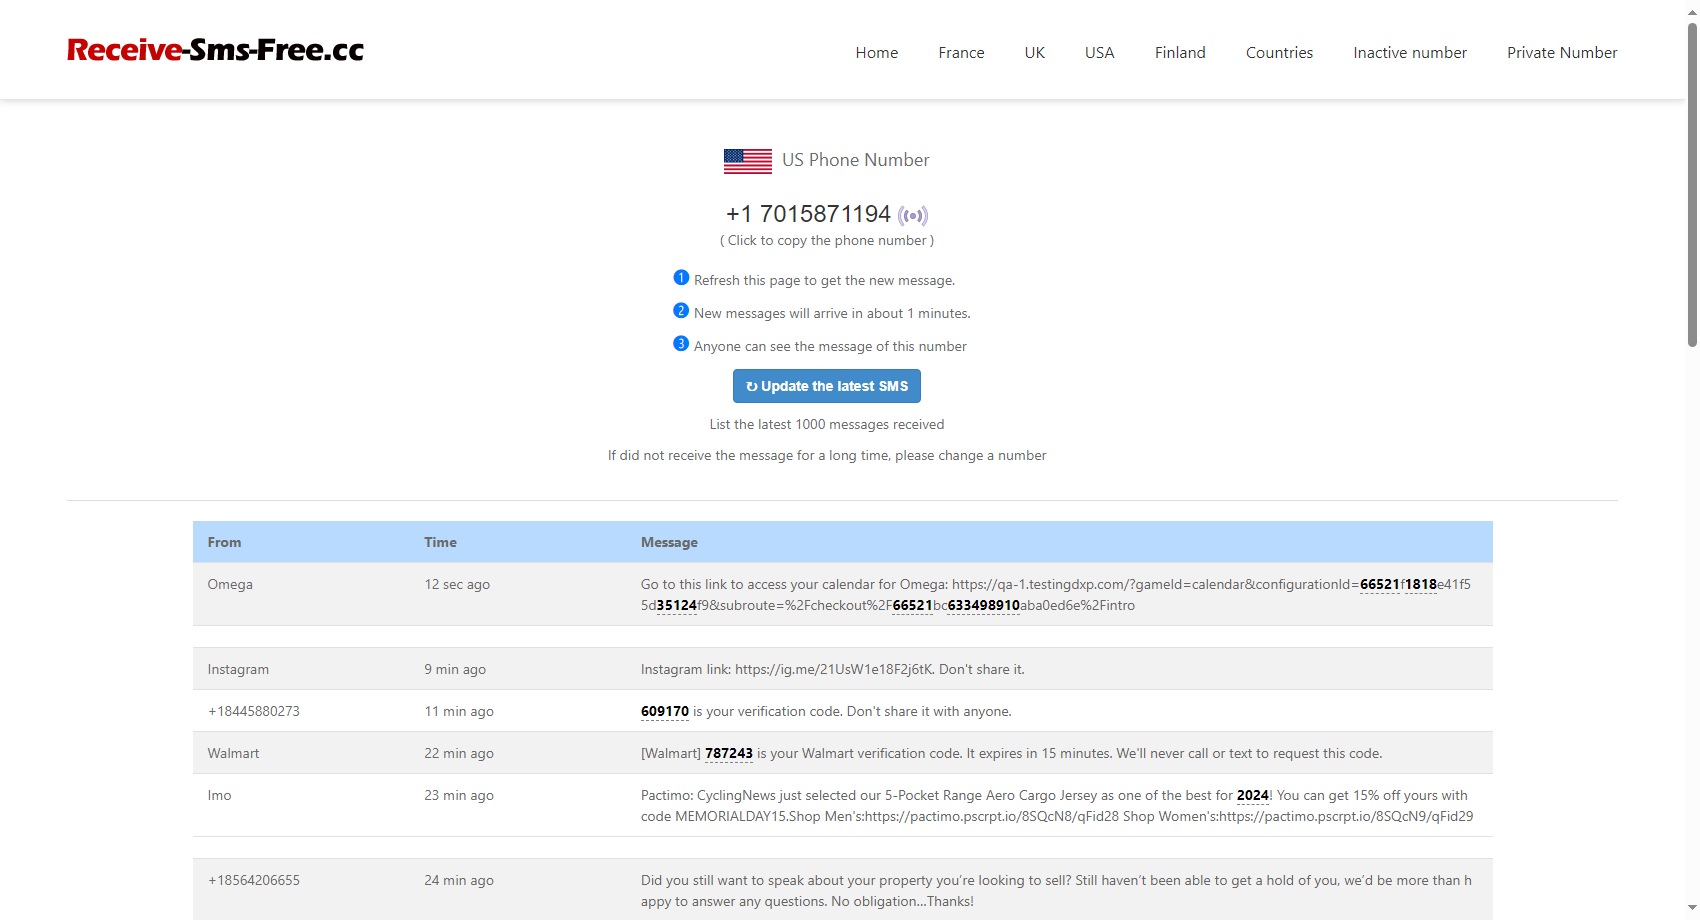 Receive-Sms-Free.cc
Home France UK USA Finland Countries Inactive number Private Number
US Phone Number
+1 7015871194
( Click to copy the phone number )
1 Refresh this page to get the new message.
2 New messages will arrive in about 1 minutes.
3 Anyone can see the message of this number
↻ Update the latest SMS
List the latest 1000 messages received
If did not receive the message for a long time, please change a number
From Time Message
Omega 12 sec ago Go to this link to access your calendar for Omega: https://qa-1.testingdxp.com/?gameId=calendar&configurationId=66521f1818e41f5
5d35124f9&subroute=%2Fcheckout%2F66521bc633498910aba0ed6e%2Fintro
Instagram 9 min ago Instagram link: https://ig.me/21UsW1e18F2j6tK. Don't share it.
+18445880273 11 min ago 609170 is your verification code. Don't share it with anyone.
Walmart 22 min ago [Walmart] 787243 is your Walmart verification code. It expires in 15 minutes. We'll never call or text to request this code.
Imo 23 min ago Pactimo: CyclingNews just selected our 5-Pocket Range Aero Cargo Jersey as one of the best for 2024! You can get 15% off yours with
code MEMORIALDAY15.Shop Men's:https://pactimo.pscrpt.io/8SQcN8/qFid28 Shop Women's:https://pactimo.pscrpt.io/8SQcN9/qFid29
+18564206655 24 min ago Did you still want to speak about your property you’re looking to sell? Still haven’t been able to get a hold of you, we’d be more than h
appy to answer any questions. No obligation...Thanks!